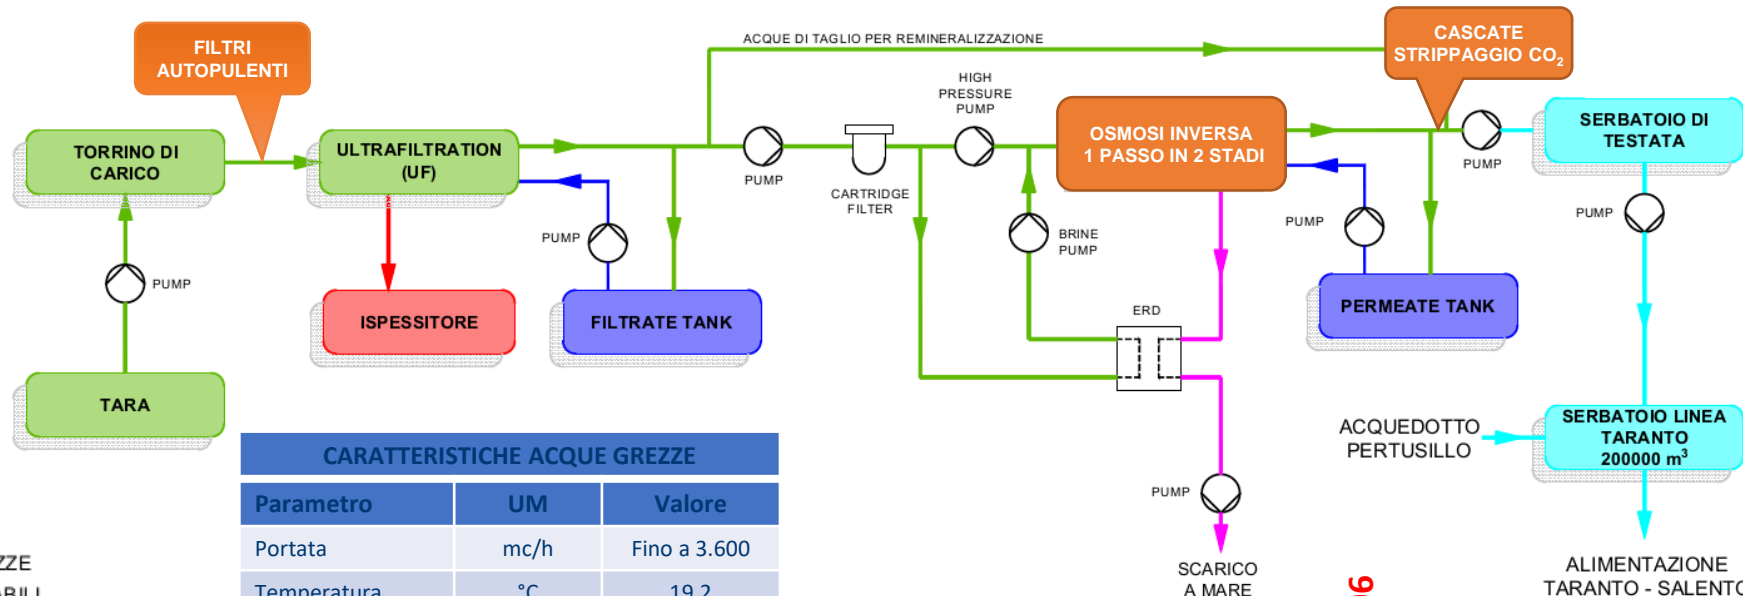 ACQUE DI TAGLIO PER REMINERALIZZAZIONE
CASCATE
STRIPPAGGIO CO₂
FILTRI
AUTOPULENTI
HIGH
PRESSURE
PUMP
TORRINO DI
CARICO
ULTRAFILTRATION
(UF)
PUMP
CARTRIDGE
FILTER
OSMOSI INVERSA
1 PASSO IN 2 STADI
PUMP
SERBATOIO DI
TESTATA
PUMP
PUMP
BRINE
PUMP
PUMP
PUMP
PUMP
ISPESSITORE
FILTRATE TANK
ERD
PERMEATE TANK
TARA
ACQUEDOTTO
PERTUSILLO
SERBATOIO LINEA
TARANTO
200000 m³
CARATTERISTICHE ACQUE GREZZE
Parametro UM Valore
Portata mc/h Fino a 3.600
Temperatura °C 19,2
PUMP
SCARICO
A MARE
ALIMENTAZIONE
TARANTO - SALENTO